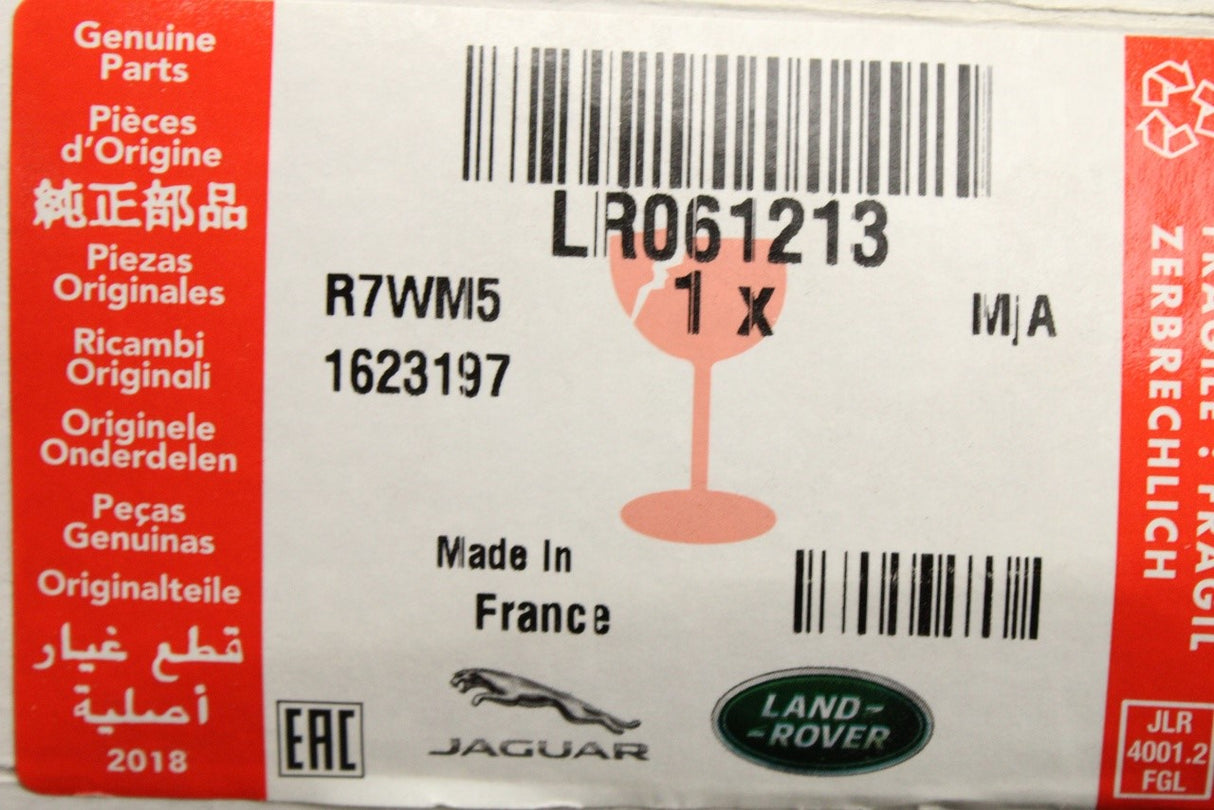 Genuine
Parts
Pièces
d'Origine
純正部品
Piezas
Originales
Ricambi
Originali
Originele
Onderdelen
Peças
Genuinas
Originalteile
قطع غيار
أصلية
2018
LR061213
1 x
R7WM5
MjA
1623197
Made In
France
EAC
JAGUAR
LAND-
-ROVER
FRAGILE : FRAGIL
ZERBRECHLICH
JLR
4001.2
FGL